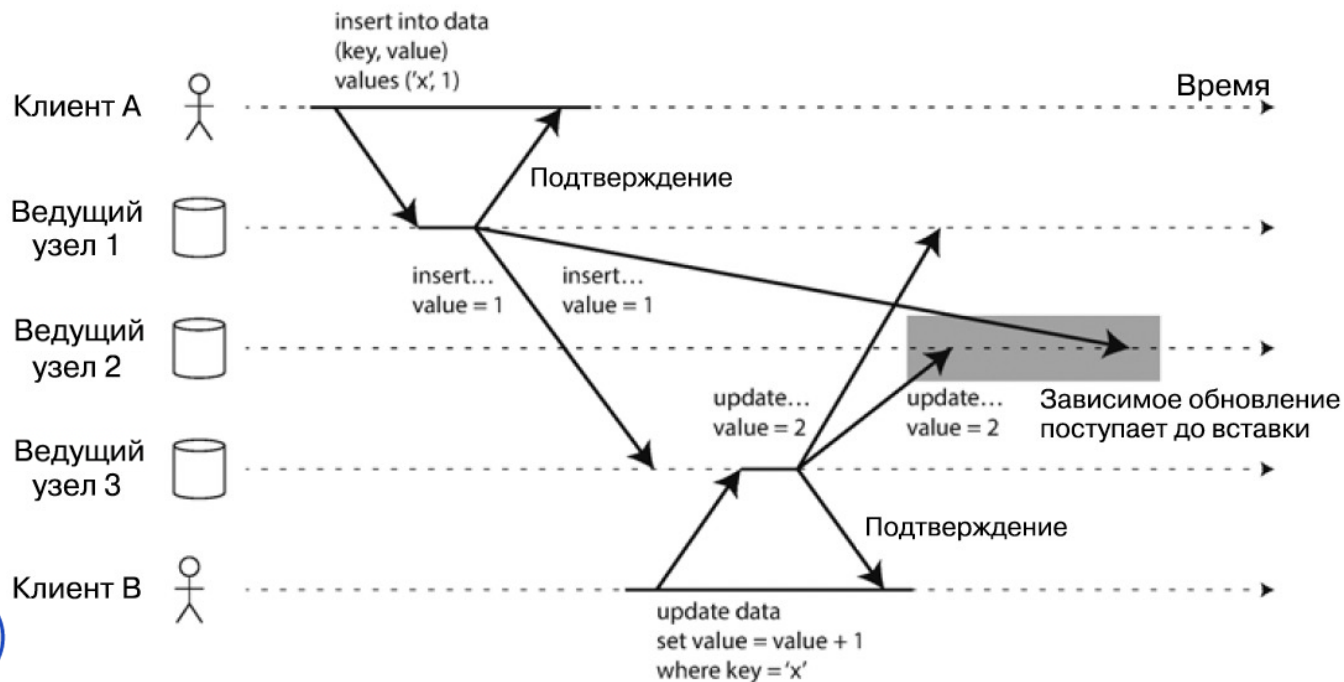 insert into data
(key, value)
values ('x', 1)
Время
Клиент A
Подтверждение
Ведущий
узел 1
insert...
value = 1
insert...
value = 1
Ведущий
узел 2
update...
value = 2
update...
value = 2
Зависимое обновление
поступает до вставки
Ведущий
узел 3
Подтверждение
Клиент B
update data
set value = value + 1
where key = 'x'